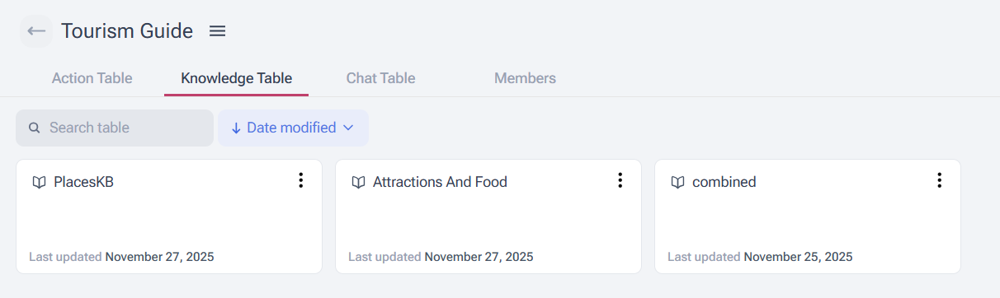 Tourism Guide
Action Table Knowledge Table Chat Table Members
Search table Date modified
PlacesKB Attractions And Food combined
Last updated November 27, 2025 Last updated November 27, 2025 Last updated November 25, 2025